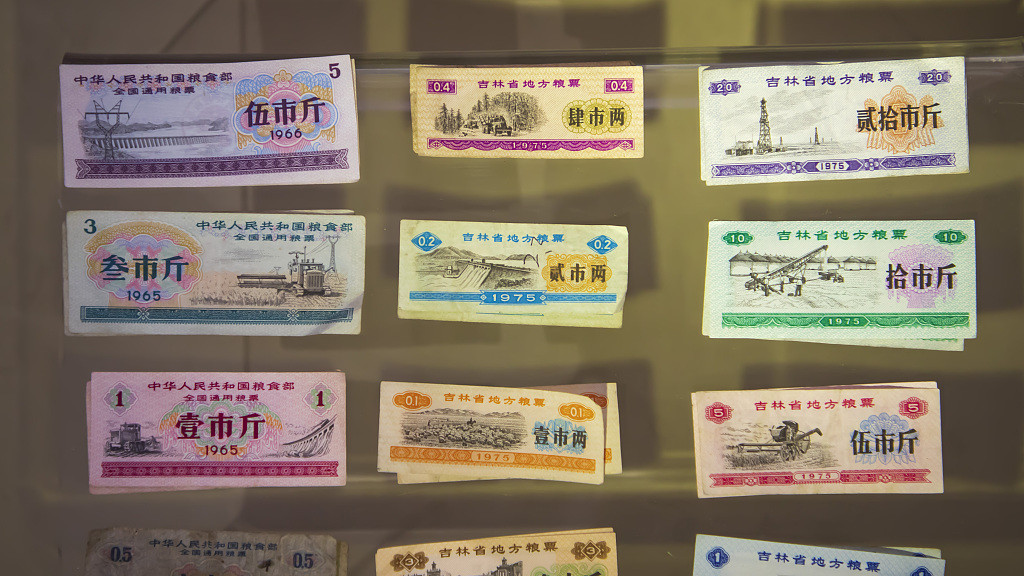 中华人民共和国粮食部
5
全国通用粮票
伍市斤
1966
吉林省地方粮票
0.4
0.4
肆市两
1975
吉林省地方粮票
20
20
贰拾市斤
1975
3
中华人民共和国粮食部
全国通用粮票
叁市斤
1965
吉林省地方粮票
0.2
0.2
贰市两
1975
吉林省地方粮票
10
10
拾市斤
1975
中华人民共和国粮食部
全国通用粮票
1
1
壹市斤
1965
吉林省地方粮票
0.1
0.1
壹市两
1975
吉林省地方粮票
5
5
伍市斤
1975
中华人民共和国粮食部
全国通用粮票
0.5
0.5
吉林省地方粮票
3
3
吉林省地方粮票
1